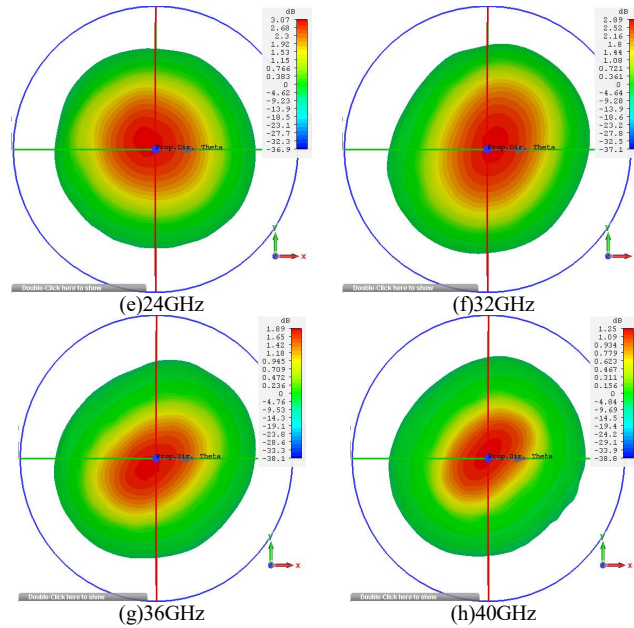 dB
3.07
2.68
2.3
1.92
1.53
1.15
0.766
0.383
0
-4.62
-9.23
-13.9
-18.5
-23.1
-27.7
-32.3
-36.9
Prop.Dir. Theta
y
x
Double-Click here to show
(e)24GHz
dB
2.89
2.52
2.16
1.8
1.44
1.08
0.721
0.361
0
-4.64
-9.28
-13.9
-18.6
-23.2
-27.8
-32.5
-37.1
Prop.Dir. Theta
y
x
Double-Click here to show
(f)32GHz
dB
1.89
1.65
1.42
1.18
0.945
0.709
0.472
0.236
0
-4.76
-9.53
-14.3
-19.1
-23.8
-28.6
-33.3
-38.1
Prop.Dir. Theta
y
x
Double-Click here to show
(g)36GHz
dB
1.25
1.09
0.934
0.779
0.623
0.467
0.311
0.156
0
-4.84
-9.69
-14.5
-19.4
-24.2
-29.1
-33.9
-38.8
Prop.Dir. Theta
y
x
Double-Click here to show
(h)40GHz